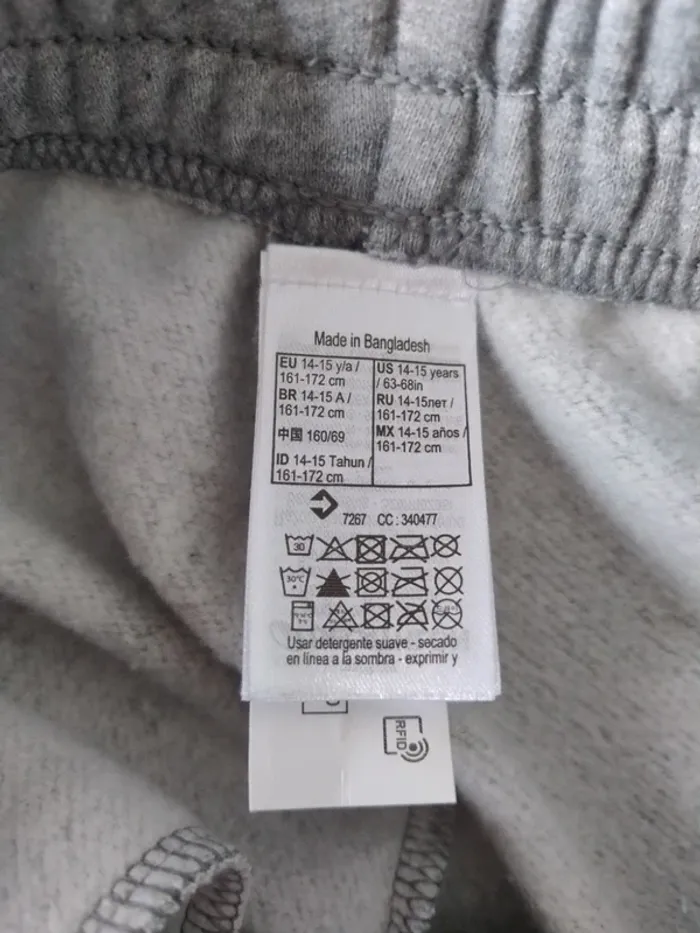 Made in Bangladesh
EU 14-15 y/a /
161-172 cm
BR 14-15 A /
161-172 cm
中国 160/69
ID 14-15 Tahun /
161-172 cm
US 14-15 years
/ 63-68in
RU 14-15лет /
161-172 cm
MX 14-15 años /
161-172 cm
7267 CC : 340477
30
30°C
Usar detergente suave - secado
en línea a la sombra - exprimir y
RFID